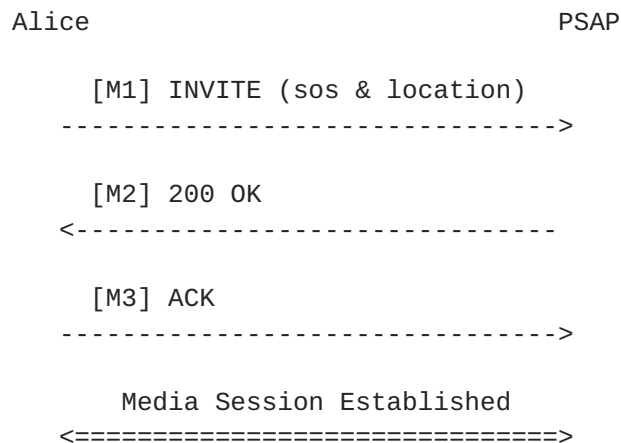 Alice PSAP
[M1] INVITE (sos & location)
------------------------------->
[M2] 200 OK
<-------------------------------
[M3] ACK
-------------------------------->
Media Session Established
<===============================>